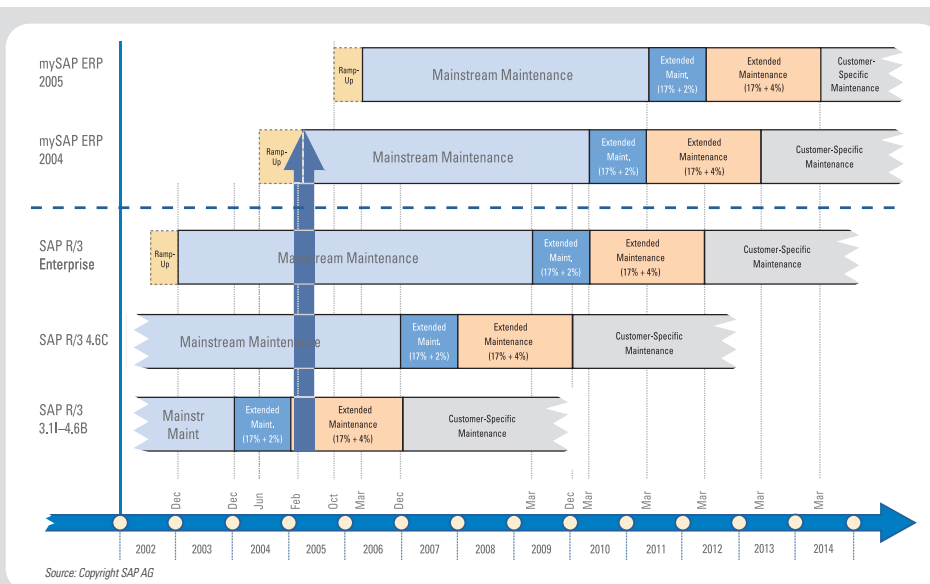 mySAP ERP
2005
Ramp-
Up
Mainstream Maintenance
Extended
Maint.
(17% + 2%)
Extended
Maintenance
(17% + 4%)
Customer-
Specific
Maintenance
mySAP ERP
2004
Ramp-
Up
Mainstream Maintenance
Extended
Maint.
(17% + 2%)
Extended
Maintenance
(17% + 4%)
Customer-Specific
Maintenance
SAP R/3
Enterprise
Ramp-
Up
Mainstream Maintenance
Extended
Maint.
(17% + 2%)
Extended
Maintenance
(17% + 4%)
Customer-Specific
Maintenance
SAP R/3 4.6C
Mainstream Maintenance
Extended
Maint.
(17% + 2%)
Extended
Maintenance
(17% + 4%)
Customer-Specific
Maintenance
SAP R/3
3.1I–4.6B
Mainstr
Maint
Extended
Maint.
(17% + 2%)
Extended
Maintenance
(17% + 4%)
Customer-Specific
Maintenance
Dec Dec Jun Feb Oct Mar Dec Mar Dec Mar Mar Mar Mar Mar
2002 2003 2004 2005 2006 2007 2008 2009 2010 2011 2012 2013 2014
Source: Copyright SAP AG